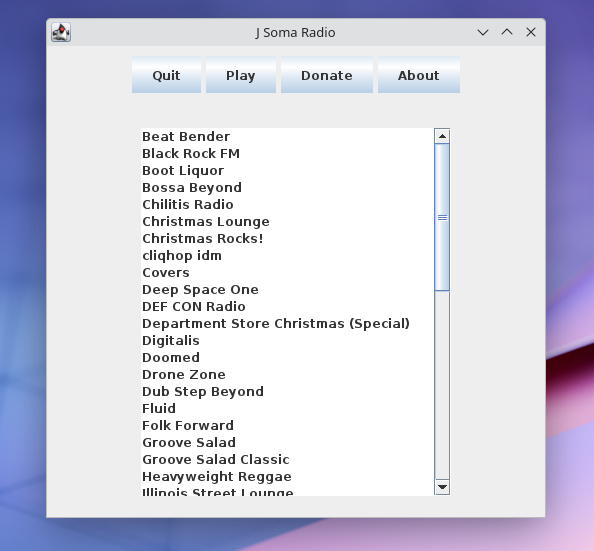 J Soma Radio
Quit Play Donate About
Beat Bender
Black Rock FM
Boot Liquor
Bossa Beyond
Chilitis Radio
Christmas Lounge
Christmas Rocks!
cliqhop idm
Covers
Deep Space One
DEF CON Radio
Department Store Christmas (Special)
Digitalis
Doomed
Drone Zone
Dub Step Beyond
Fluid
Folk Forward
Groove Salad
Groove Salad Classic
Heavyweight Reggae
Illinois Street Lounge